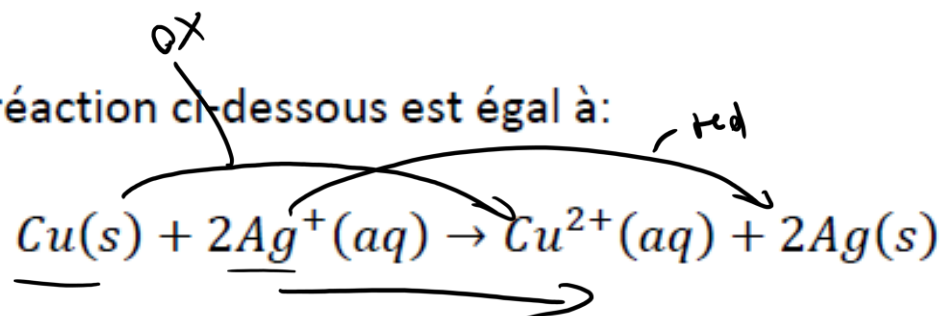 ox
réaction ci-dessous est égal à:
red
Cu(s) + 2Ag⁺(aq) → Cu²⁺(aq) + 2Ag(s)